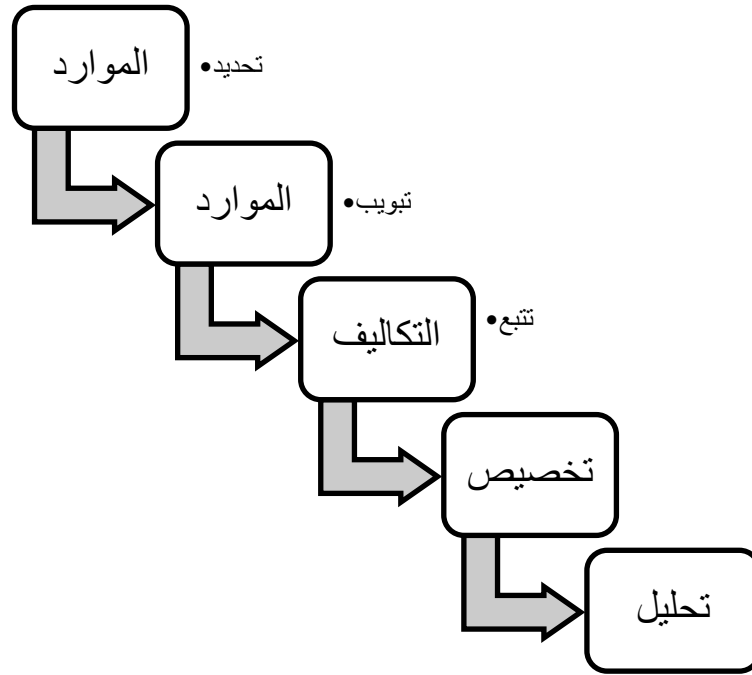 الموارد
•تحديد
الموارد
•تبويب
التكاليف
•تتبع
تخصيص
تحليل